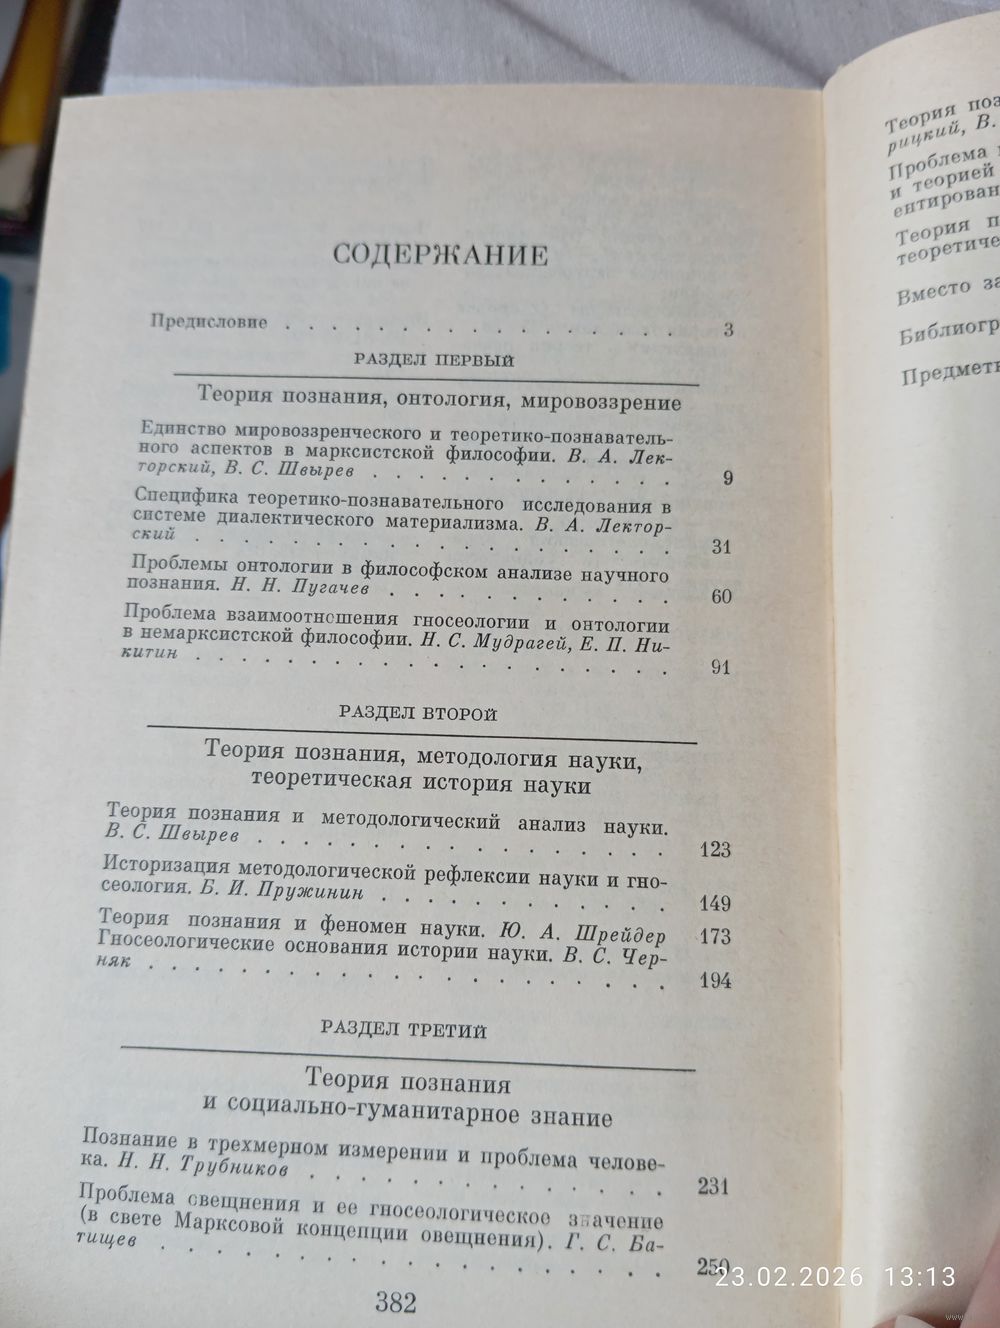 СОДЕРЖАНИЕ
Предисловие . . . . . . . . . . . . . . . . 3
РАЗДЕЛ ПЕРВЫЙ
Теория познания, онтология, мировоззрение
Единство мировоззренческого и теоретико-познаватель-
ного аспектов в марксистской философии. В. А. Лек-
торский, В. С. Швырев . . . . . . . . . . . 9
Специфика теоретико-познавательного исследования в
системе диалектического материализма. В. А. Лектор-
ский . . . . . . . . . . . . . . . . . . 31
Проблемы онтологии в философском анализе научного
познания. Н. Н. Пугачев . . . . . . . . . . 60
Проблема взаимоотношения гносеологии и онтологии
в немарксистской философии. Н. С. Мудрагей, Е. П. Ни-
китин . . . . . . . . . . . . . . . . . . 91
РАЗДЕЛ ВТОРОЙ
Теория познания, методология науки,
теоретическая история науки
Теория познания и методологический анализ науки.
В. С. Швырев . . . . . . . . . . . . . . . 123
Историзация методологической рефлексии науки и гно-
сеология. Б. И. Пружинин . . . . . . . . . . . 149
Теория познания и феномен науки. Ю. А. Шрейдер 173
Гносеологические основания истории науки. В. С. Чер-
няк . . . . . . . . . . . . . . . . . . . 194
РАЗДЕЛ ТРЕТИЙ
Теория познания
и социально-гуманитарное знание
Познание в трехмерном измерении и проблема челове-
ка. Н. Н. Трубников . . . . . . . . . . . . . 231
Проблема овещнения и ее гносеологическое значение
(в свете Марксовой концепции овещнения). Г. С. Ба-
тищев . . . . . . . . . . . . . . . . . . 250
382
Теория
рицкий, В.
Проблема
и теорией
Теория
Вместо
23.02.2026 13:13